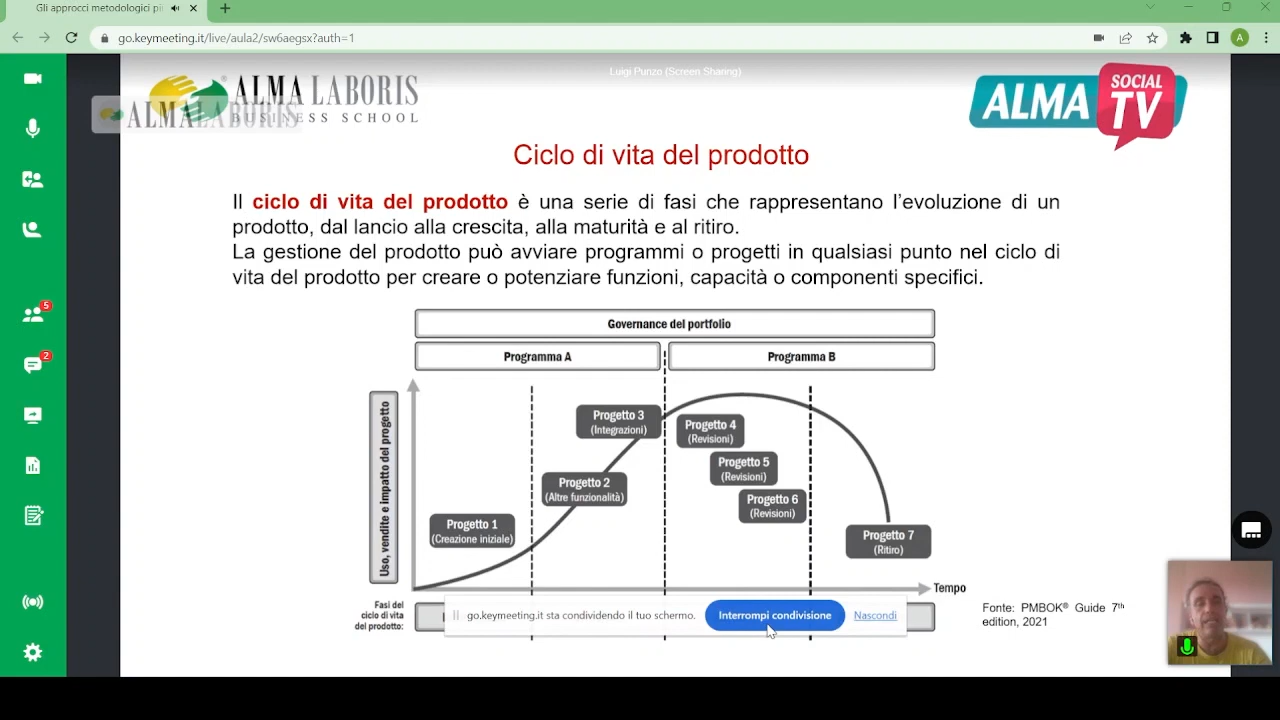 Gli approcci metodologici pi
go.keymeeting.it/live/aula2/sw6aegsx?auth=1
A
Luigi Punzo (Screen Sharing)
ALMA LABORIS
BUSINESS SCHOOL
ALMALABORIS
ALMA
SOCIAL
TV
5
2
Ciclo di vita del prodotto
Il ciclo di vita del prodotto è una serie di fasi che rappresentano l’evoluzione di un
prodotto, dal lancio alla crescita, alla maturità e al ritiro.
La gestione del prodotto può avviare programmi o progetti in qualsiasi punto nel ciclo di
vita del prodotto per creare o potenziare funzioni, capacità o componenti specifici.
Governance del portfolio
Programma A
Programma B
Uso, vendite e impatto del progetto
Progetto 3
(Integrazioni)
Progetto 4
(Revisioni)
Progetto 5
(Revisioni)
Progetto 2
(Altre funzionalità)
Progetto 6
(Revisioni)
Progetto 1
(Creazione iniziale)
Progetto 7
(Ritiro)
Tempo
Fasi del
ciclo di vita
del prodotto:
go.keymeeting.it sta condividendo il tuo schermo.
Interrompi condivisione
Nascondi
Fonte: PMBOK® Guide 7th
edition, 2021